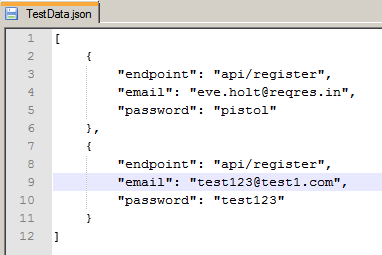 TestData.json
1 [
2 {
3 "endpoint": "api/register",
4 "email": "eve.holt@reqres.in",
5 "password": "pistol"
6 },
7 {
8 "endpoint": "api/register",
9 "email": "test123@test1.com",
10 "password": "test123"
11 }
12 ]